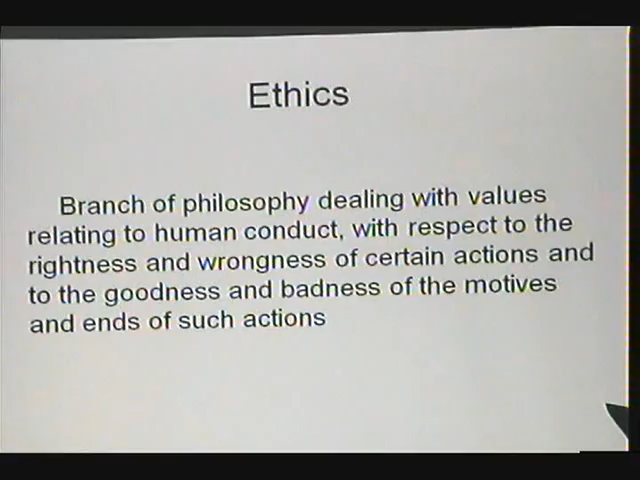 Ethics
Branch of philosophy dealing with values
relating to human conduct, with respect to the
rightness and wrongness of certain actions and
to the goodness and badness of the motives
and ends of such actions